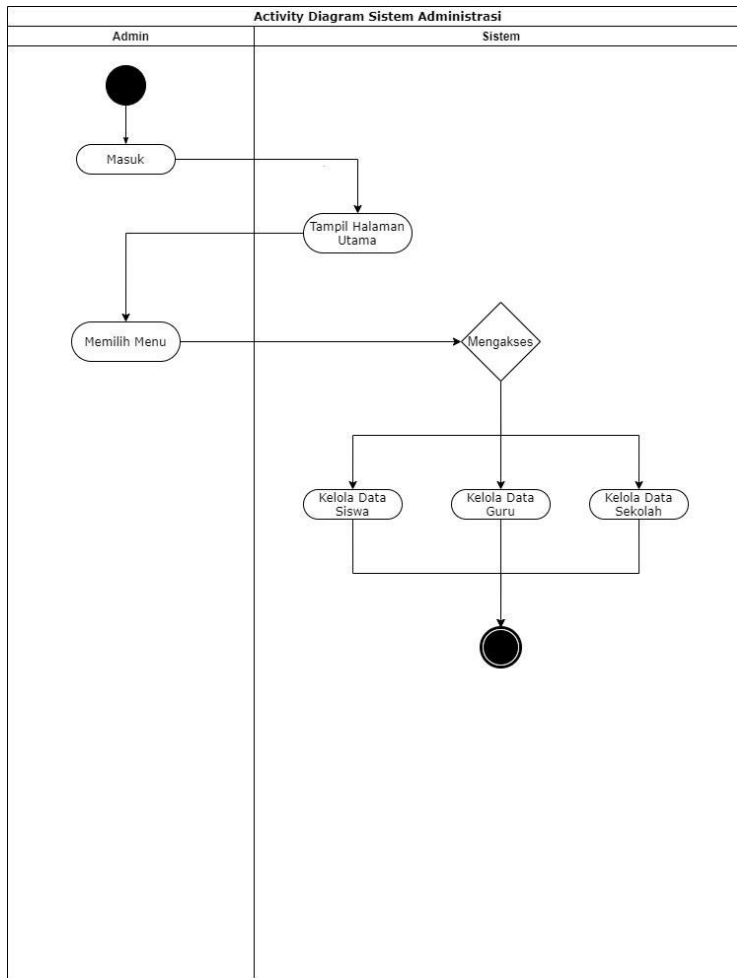 Activity Diagram Sistem Administrasi
Admin
Sistem
Masuk
Tampil Halaman
Utama
Memilih Menu
Mengakses
Kelola Data
Siswa
Kelola Data
Guru
Kelola Data
Sekolah